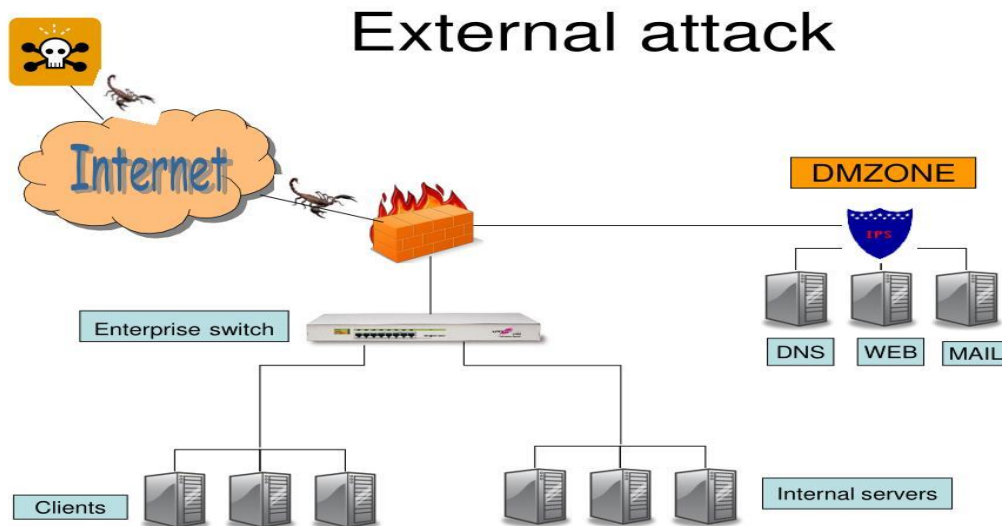 External attack
Internet
DMZONE
IPS
Enterprise switch
DNS
WEB
MAIL
Clients
Internal servers